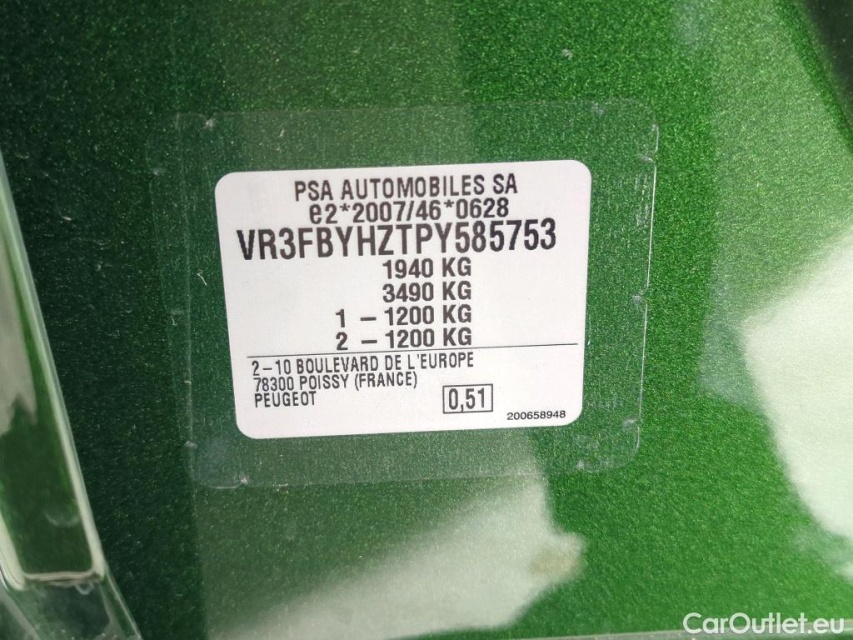 PSA AUTOMOBILES SA
e2*2007/46*0628
VR3FBYHZTPY585753
1940 KG
3490 KG
1 – 1200 KG
2 – 1200 KG
2–10 BOULEVARD DE L'EUROPE
78300 POISSY (FRANCE)
PEUGEOT
0,51
200658948
CarOutlet.eu